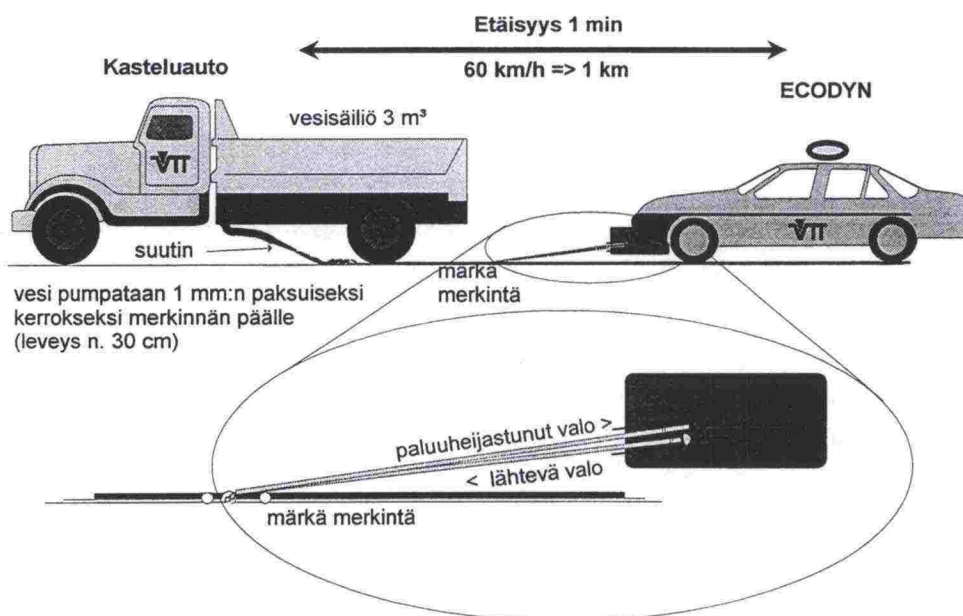 Etäisyys 1 min
60 km/h => 1 km
Kasteluauto
ECODYN
vesisäiliö 3 m³
VTT
VTT
suutin
märkä
merkintä
vesi pumpataan 1 mm:n paksuiseksi
kerrokseksi merkinnän päälle
(leveys n. 30 cm)
paluuheijastunut valo >
< lähtevä valo
märkä merkintä